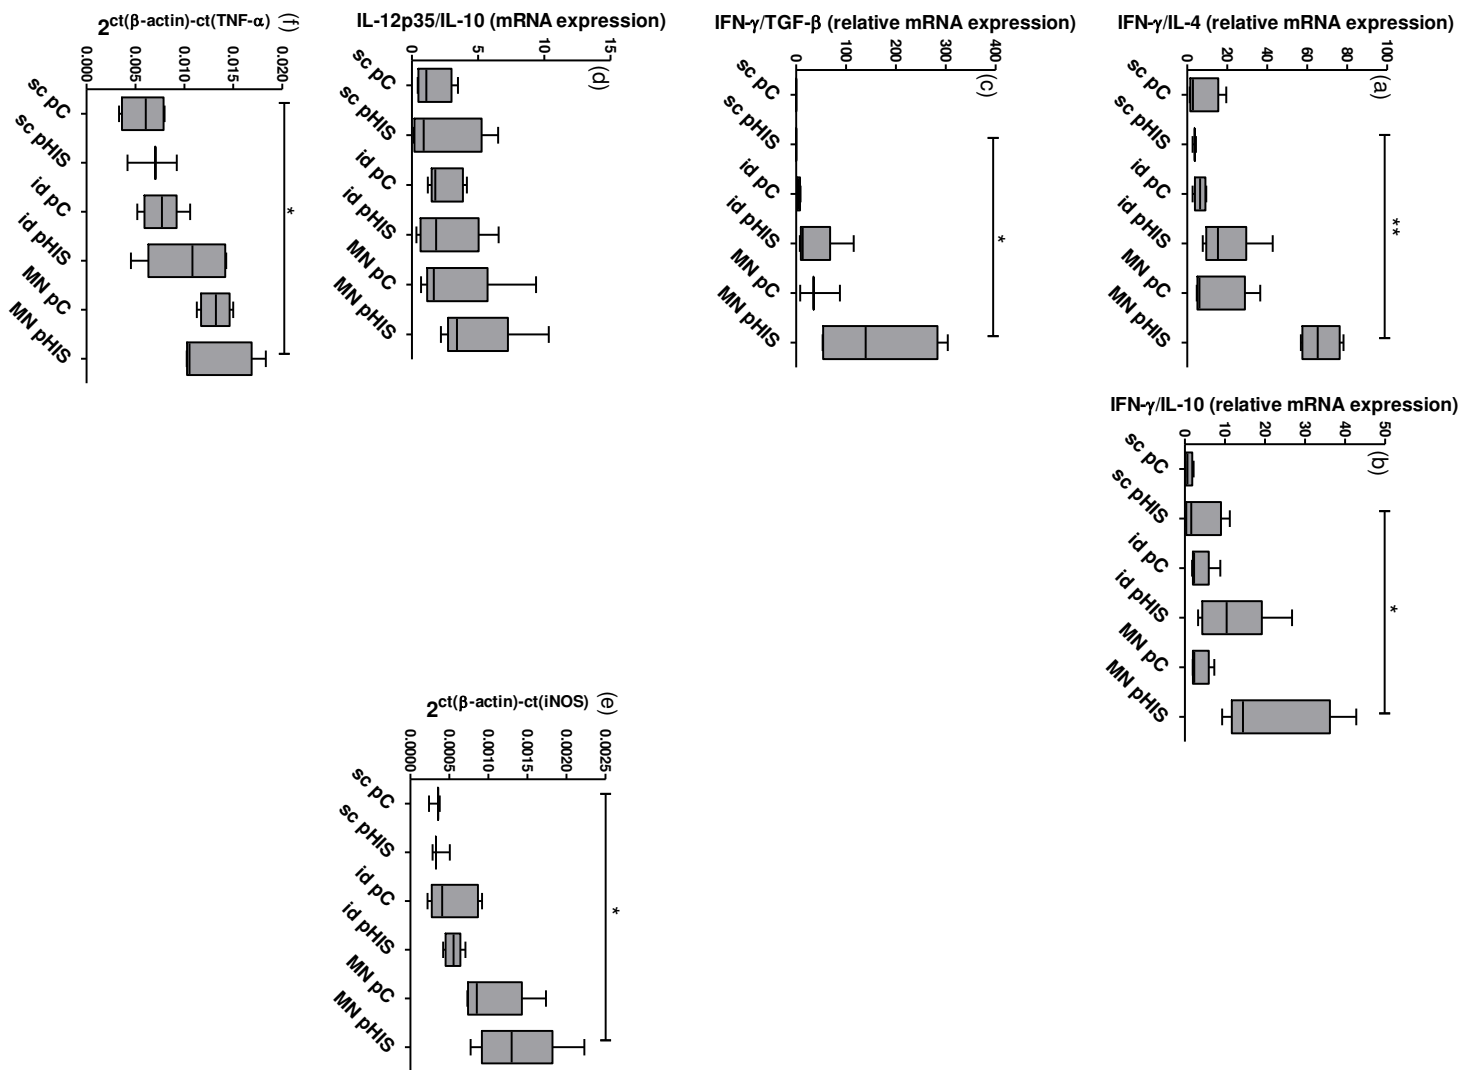 (a)
IFN-γ/IL-4 (relative mRNA expression)
0
20
40
60
80
100
sc pC
sc pHIS
id pC
id pHIS
MN pC
MN pHIS
**
(b)
IFN-γ/IL-10 (relative mRNA expression)
0
10
20
30
40
50
sc pC
sc pHIS
id pC
id pHIS
MN pC
MN pHIS
*
(c)
IFN-γ/TGF-β (relative mRNA expression)
0
100
200
300
400
sc pC
sc pHIS
id pC
id pHIS
MN pC
MN pHIS
*
(d)
IL-12p35/IL-10 (mRNA expression)
0
5
10
15
sc pC
sc pHIS
id pC
id pHIS
MN pC
MN pHIS
(e)
2ct(β-actin)-ct(iNOS)
0.0000
0.0005
0.0010
0.0015
0.0020
0.0025
sc pC
sc pHIS
id pC
id pHIS
MN pC
MN pHIS
*
(f)
2ct(β-actin)-ct(TNF-α)
0.0000
0.005
0.010
0.015
0.020
sc pC
sc pHIS
id pC
id pHIS
MN pC
MN pHIS
*